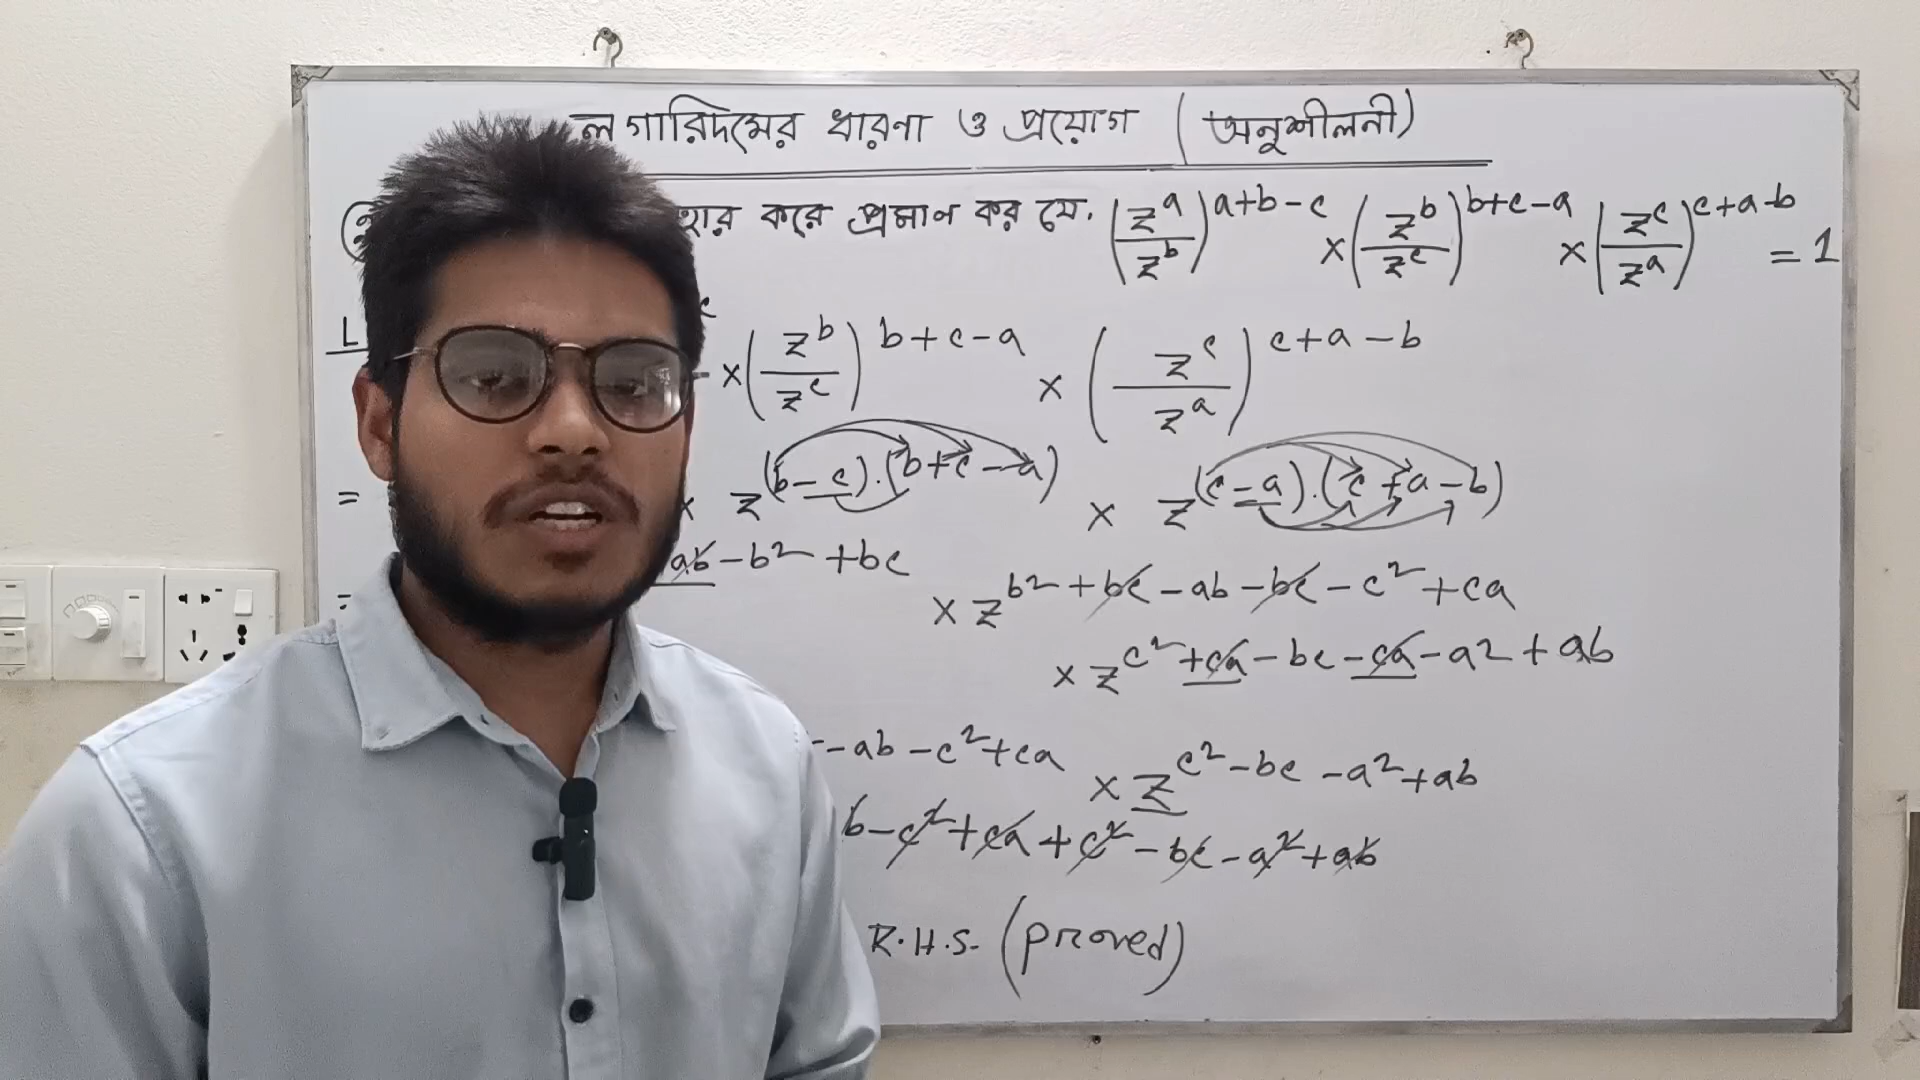 লগারিদমের ধারণা ও প্রয়োগ (অনুশীলনী)
করে প্রমাণ কর যে. (z^a/z^b)^(a+b-c) × (z^b/z^c)^(b+c-a) × (z^c/z^a)^(c+a-b) = 1
L × (z^b/z^c)^(b+c-a) × (z^c/z^a)^(c+a-b)
= × z^((b-c).(b+c-a)) × z^((c-a).(c+a-b))
= ab-b²+bc × z^(b²+bc-ab-bc-c²+ca)
× z^(c²+ca-bc-ca-a2+ab)
-ab-c²+ca × z^(c²-bc-a²+ab)
b-c²+ca+c²-bc-a²+ab
R.H.S. (proved)